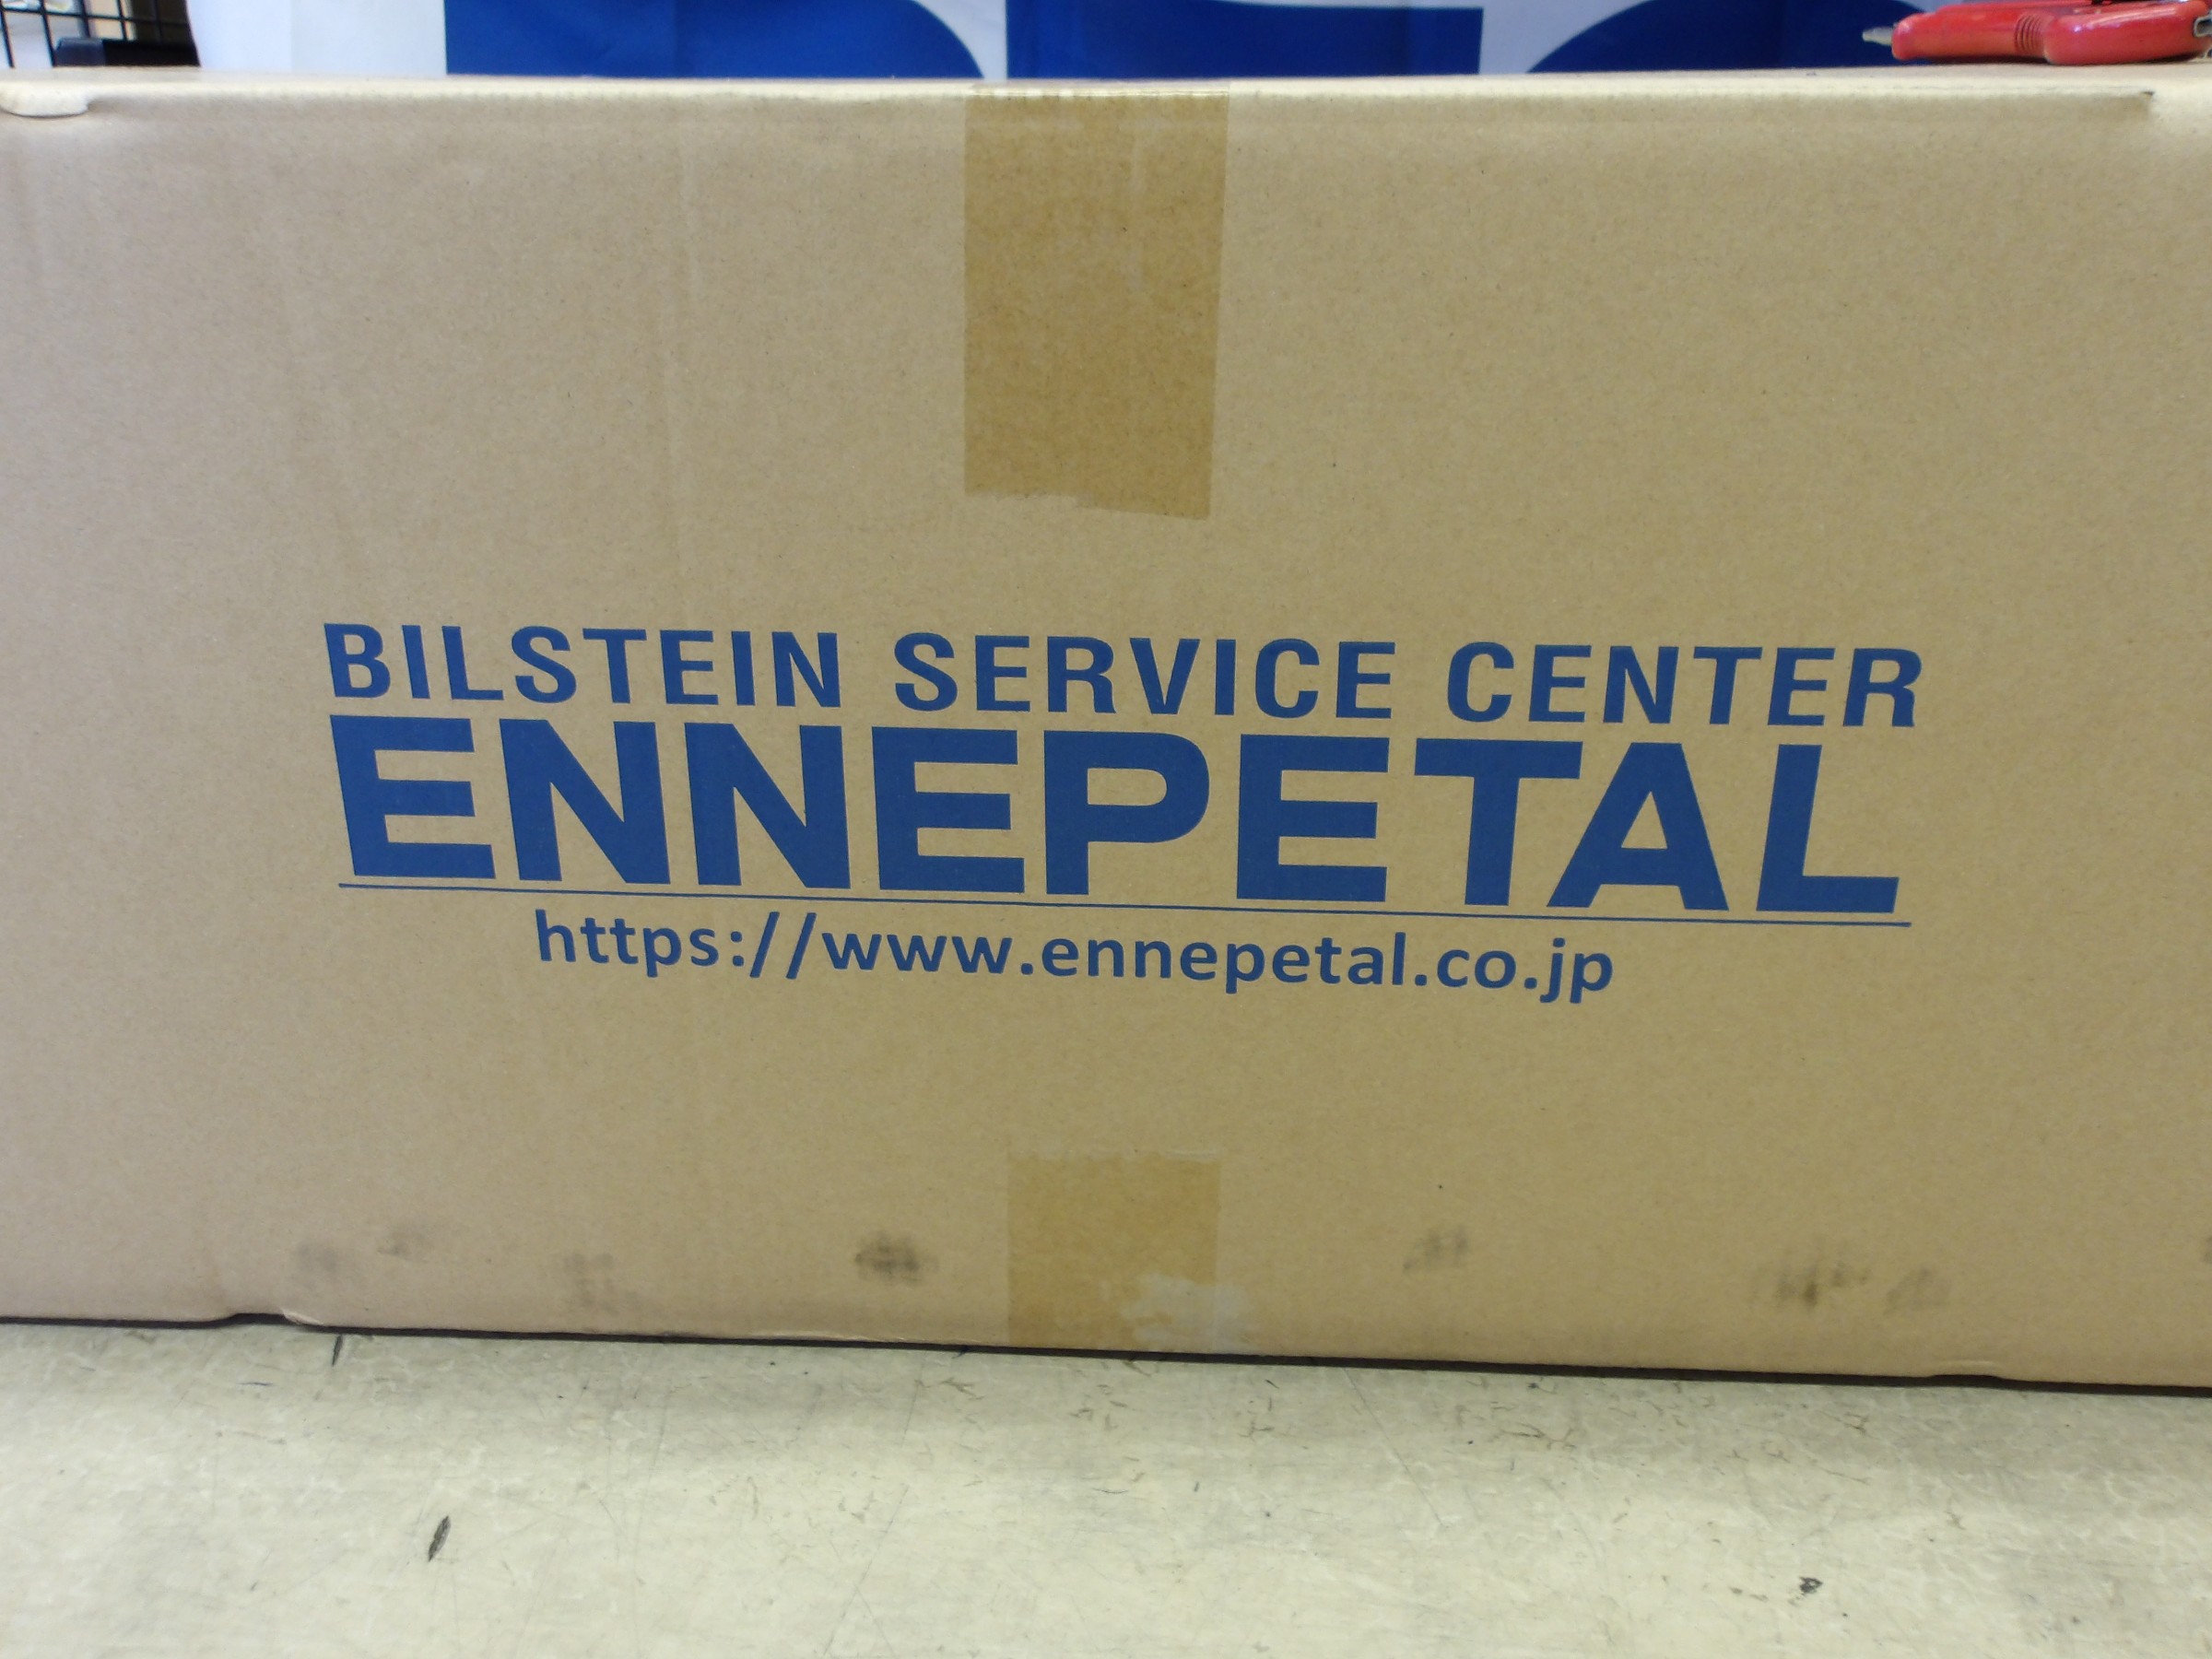 BILSTEIN SERVICE CENTER
ENNEPETAL
https://www.ennepetal.co.jp